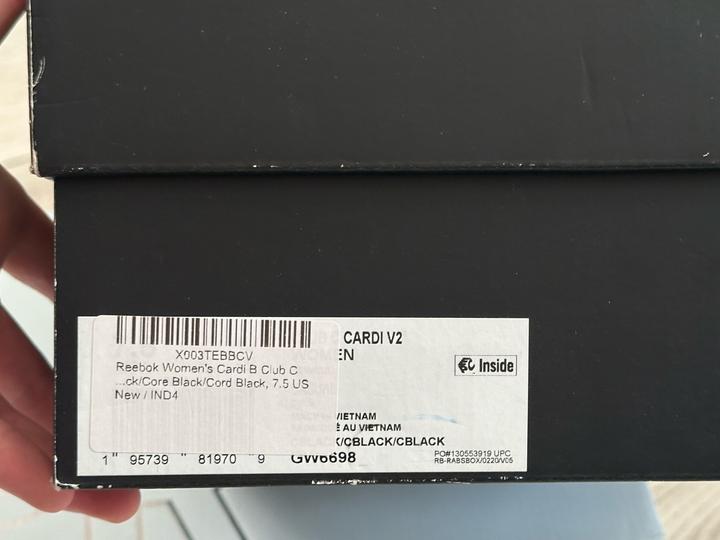 X003TEBBCV
Reebok Women's Cardi B Club C
...ck/Core Black/Cord Black, 7.5 US
New / IND4
CARDI V2
EN
Inside
VIETNAM
AU VIETNAM
/CBLACK/CBLACK
1 95739 81970 9
GW6698
PO#130553919 UPC
RB-RABSBOX/0220/V05